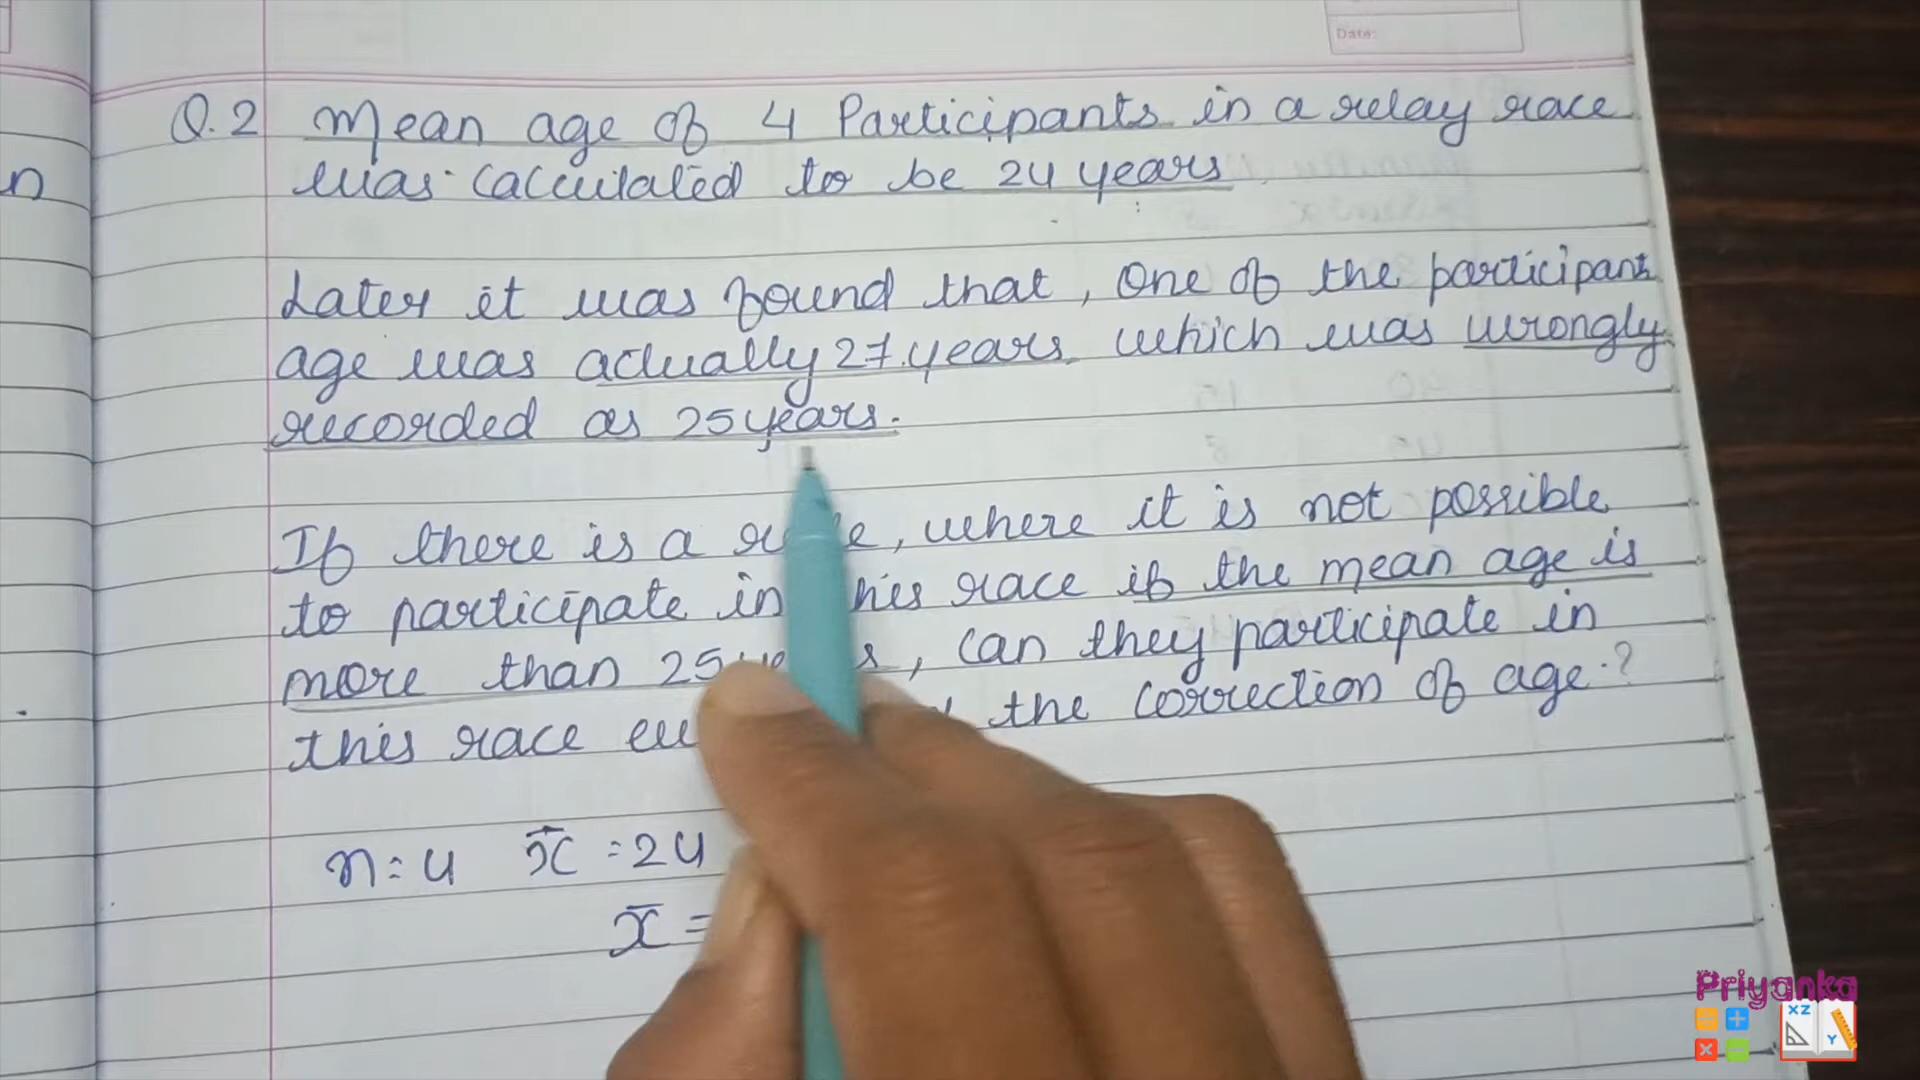 Date:
n
Q.2 Mean age of 4 Participants in a relay race
was calculated to be 24 years
Later it was found that, One of the participant
age was actually 27 years which was wrongly
recorded as 25 years.
If there is a, where it is not possible
to participate in race if the mean age is
more than 25, can they participate in
this race the correction of age.?
n = 4 x̄ = 24
x̄ =
Priyanka
XZ
Y